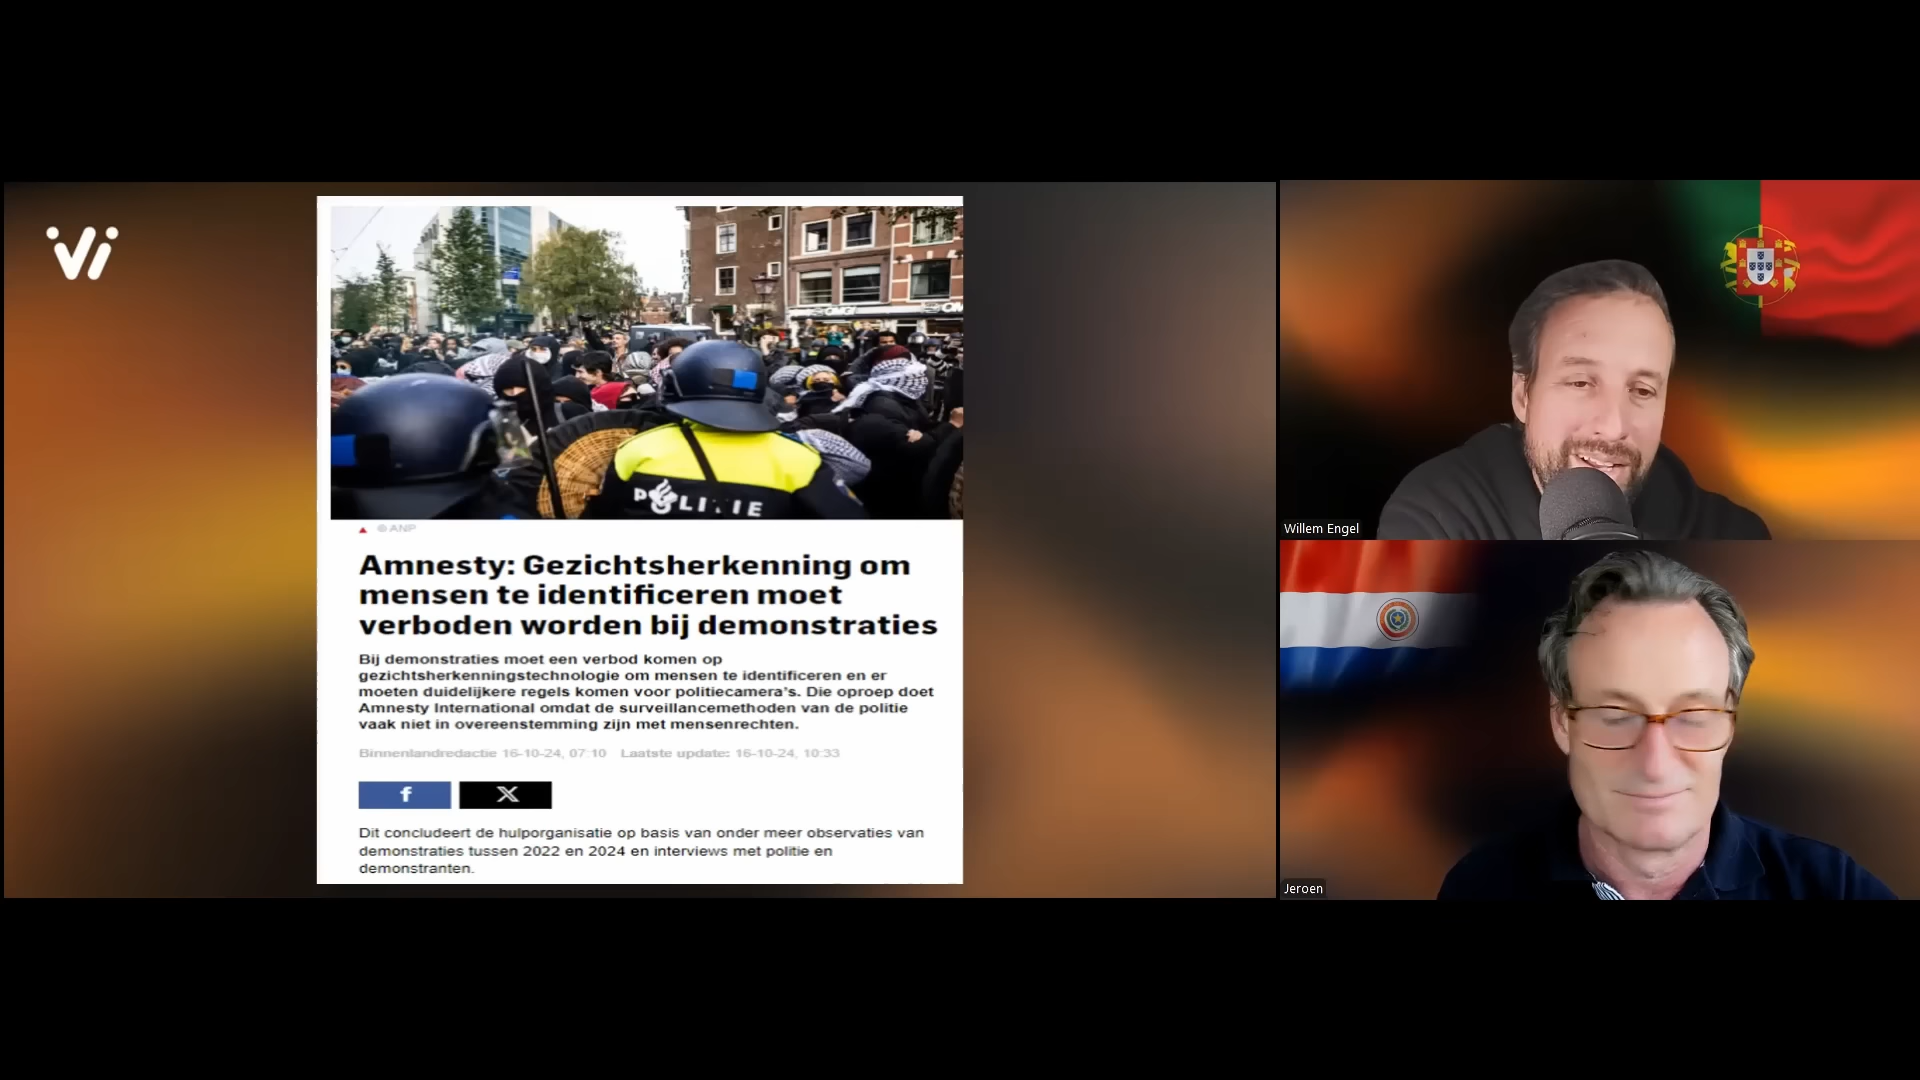 POLITIE
© ANP
Amnesty: Gezichtsherkenning om
mensen te identificeren moet
verboden worden bij demonstraties
Bij demonstraties moet een verbod komen op
gezichtsherkenningstechnologie om mensen te identificeren en er
moeten duidelijkere regels komen voor politiecamera's. Die oproep doet
Amnesty International omdat de surveillancemethoden van de politie
vaak niet in overeenstemming zijn met mensenrechten.
Binnenlandredactie 16-10-24, 07:10 Laatste update: 16-10-24, 10:33
f X
Dit concludeert de hulporganisatie op basis van onder meer observaties van
demonstraties tussen 2022 en 2024 en interviews met politie en
demonstranten.
Willem Engel
Jeroen